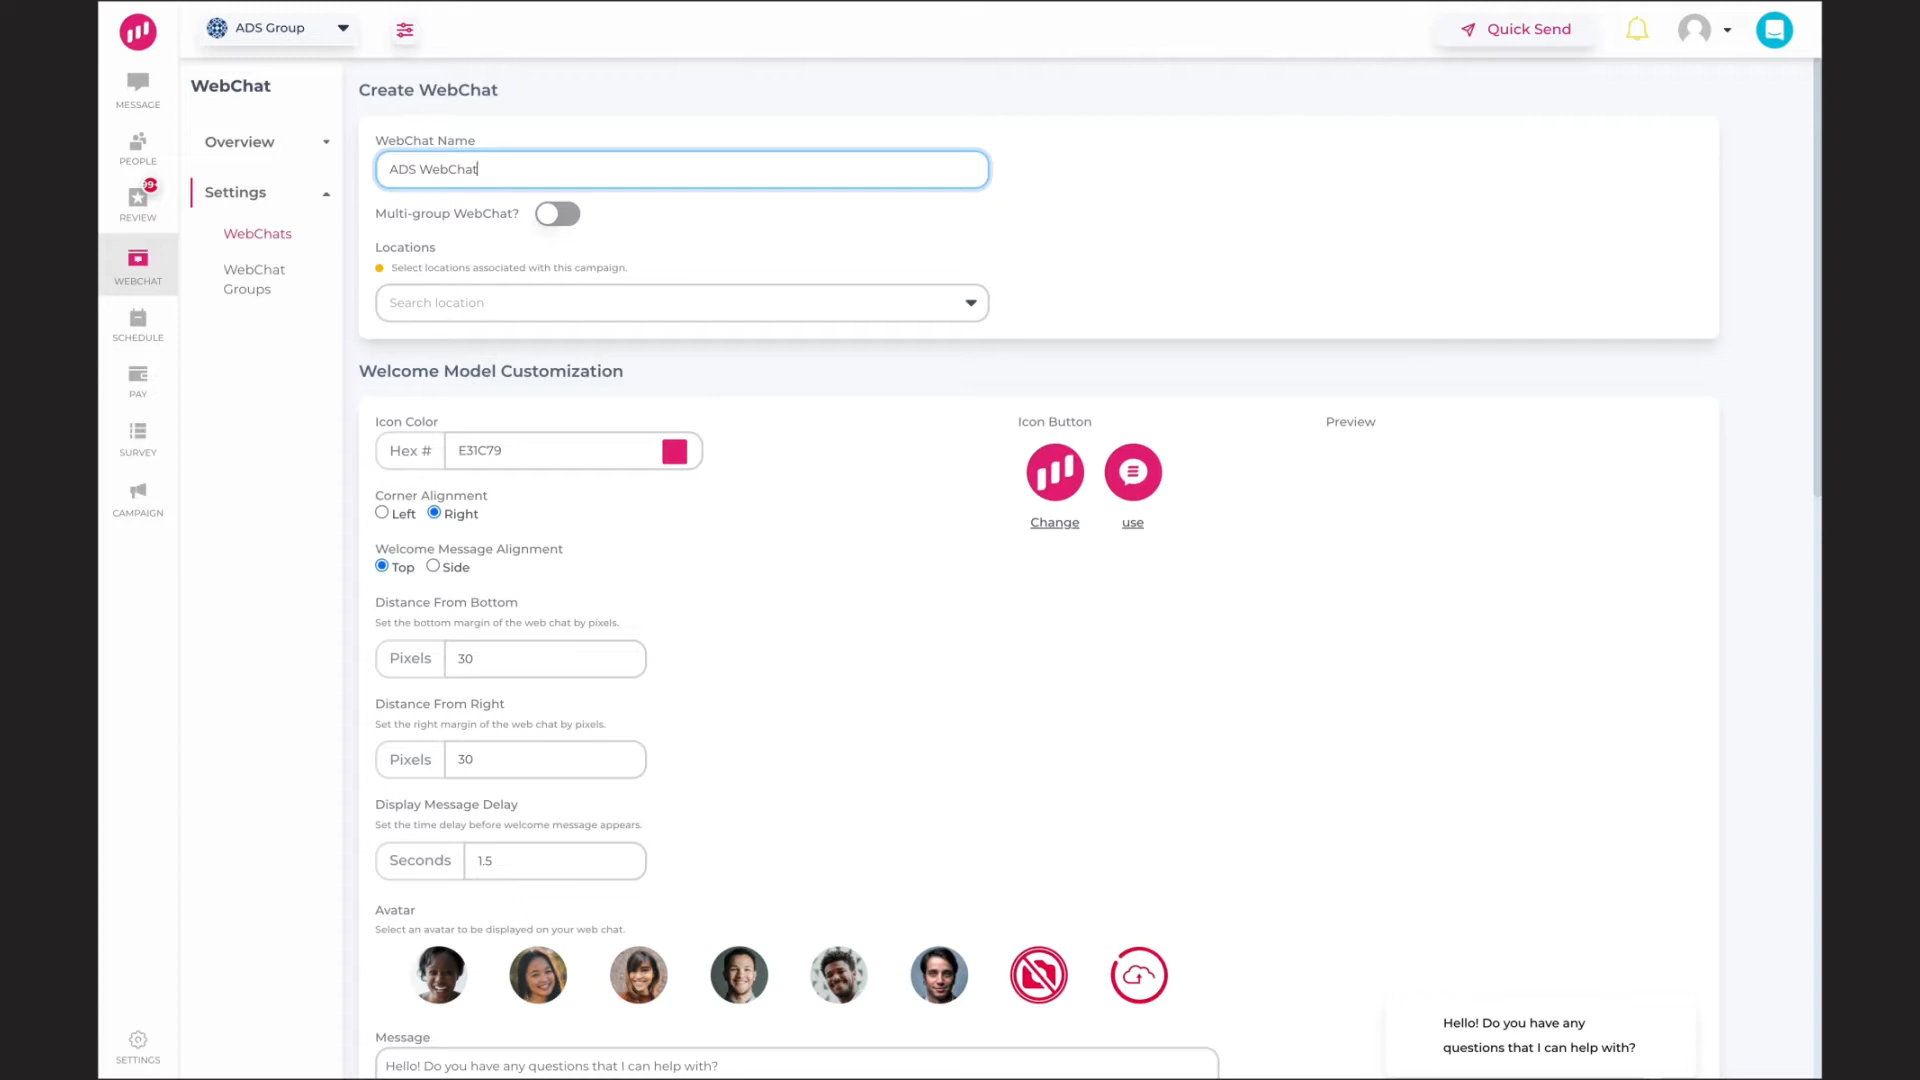 ADS Group
Quick Send
MESSAGE
PEOPLE
99+
REVIEW
WEBCHAT
SCHEDULE
PAY
SURVEY
CAMPAIGN
SETTINGS
WebChat
Overview
Settings
WebChats
WebChat
Groups
Create WebChat
WebChat Name
ADS WebChat
Multi-group WebChat?
Locations
Select locations associated with this campaign.
Search location
Welcome Model Customization
Icon Color
Hex #
E31C79
Corner Alignment
Left Right
Welcome Message Alignment
Top Side
Distance From Bottom
Set the bottom margin of the web chat by pixels.
Pixels 30
Distance From Right
Set the right margin of the web chat by pixels.
Pixels 30
Display Message Delay
Set the time delay before welcome message appears.
Seconds 1.5
Avatar
Select an avatar to be displayed on your web chat.
Message
Hello! Do you have any questions that I can help with?
Icon Button
Change use
Preview
Hello! Do you have any
questions that I can help with?